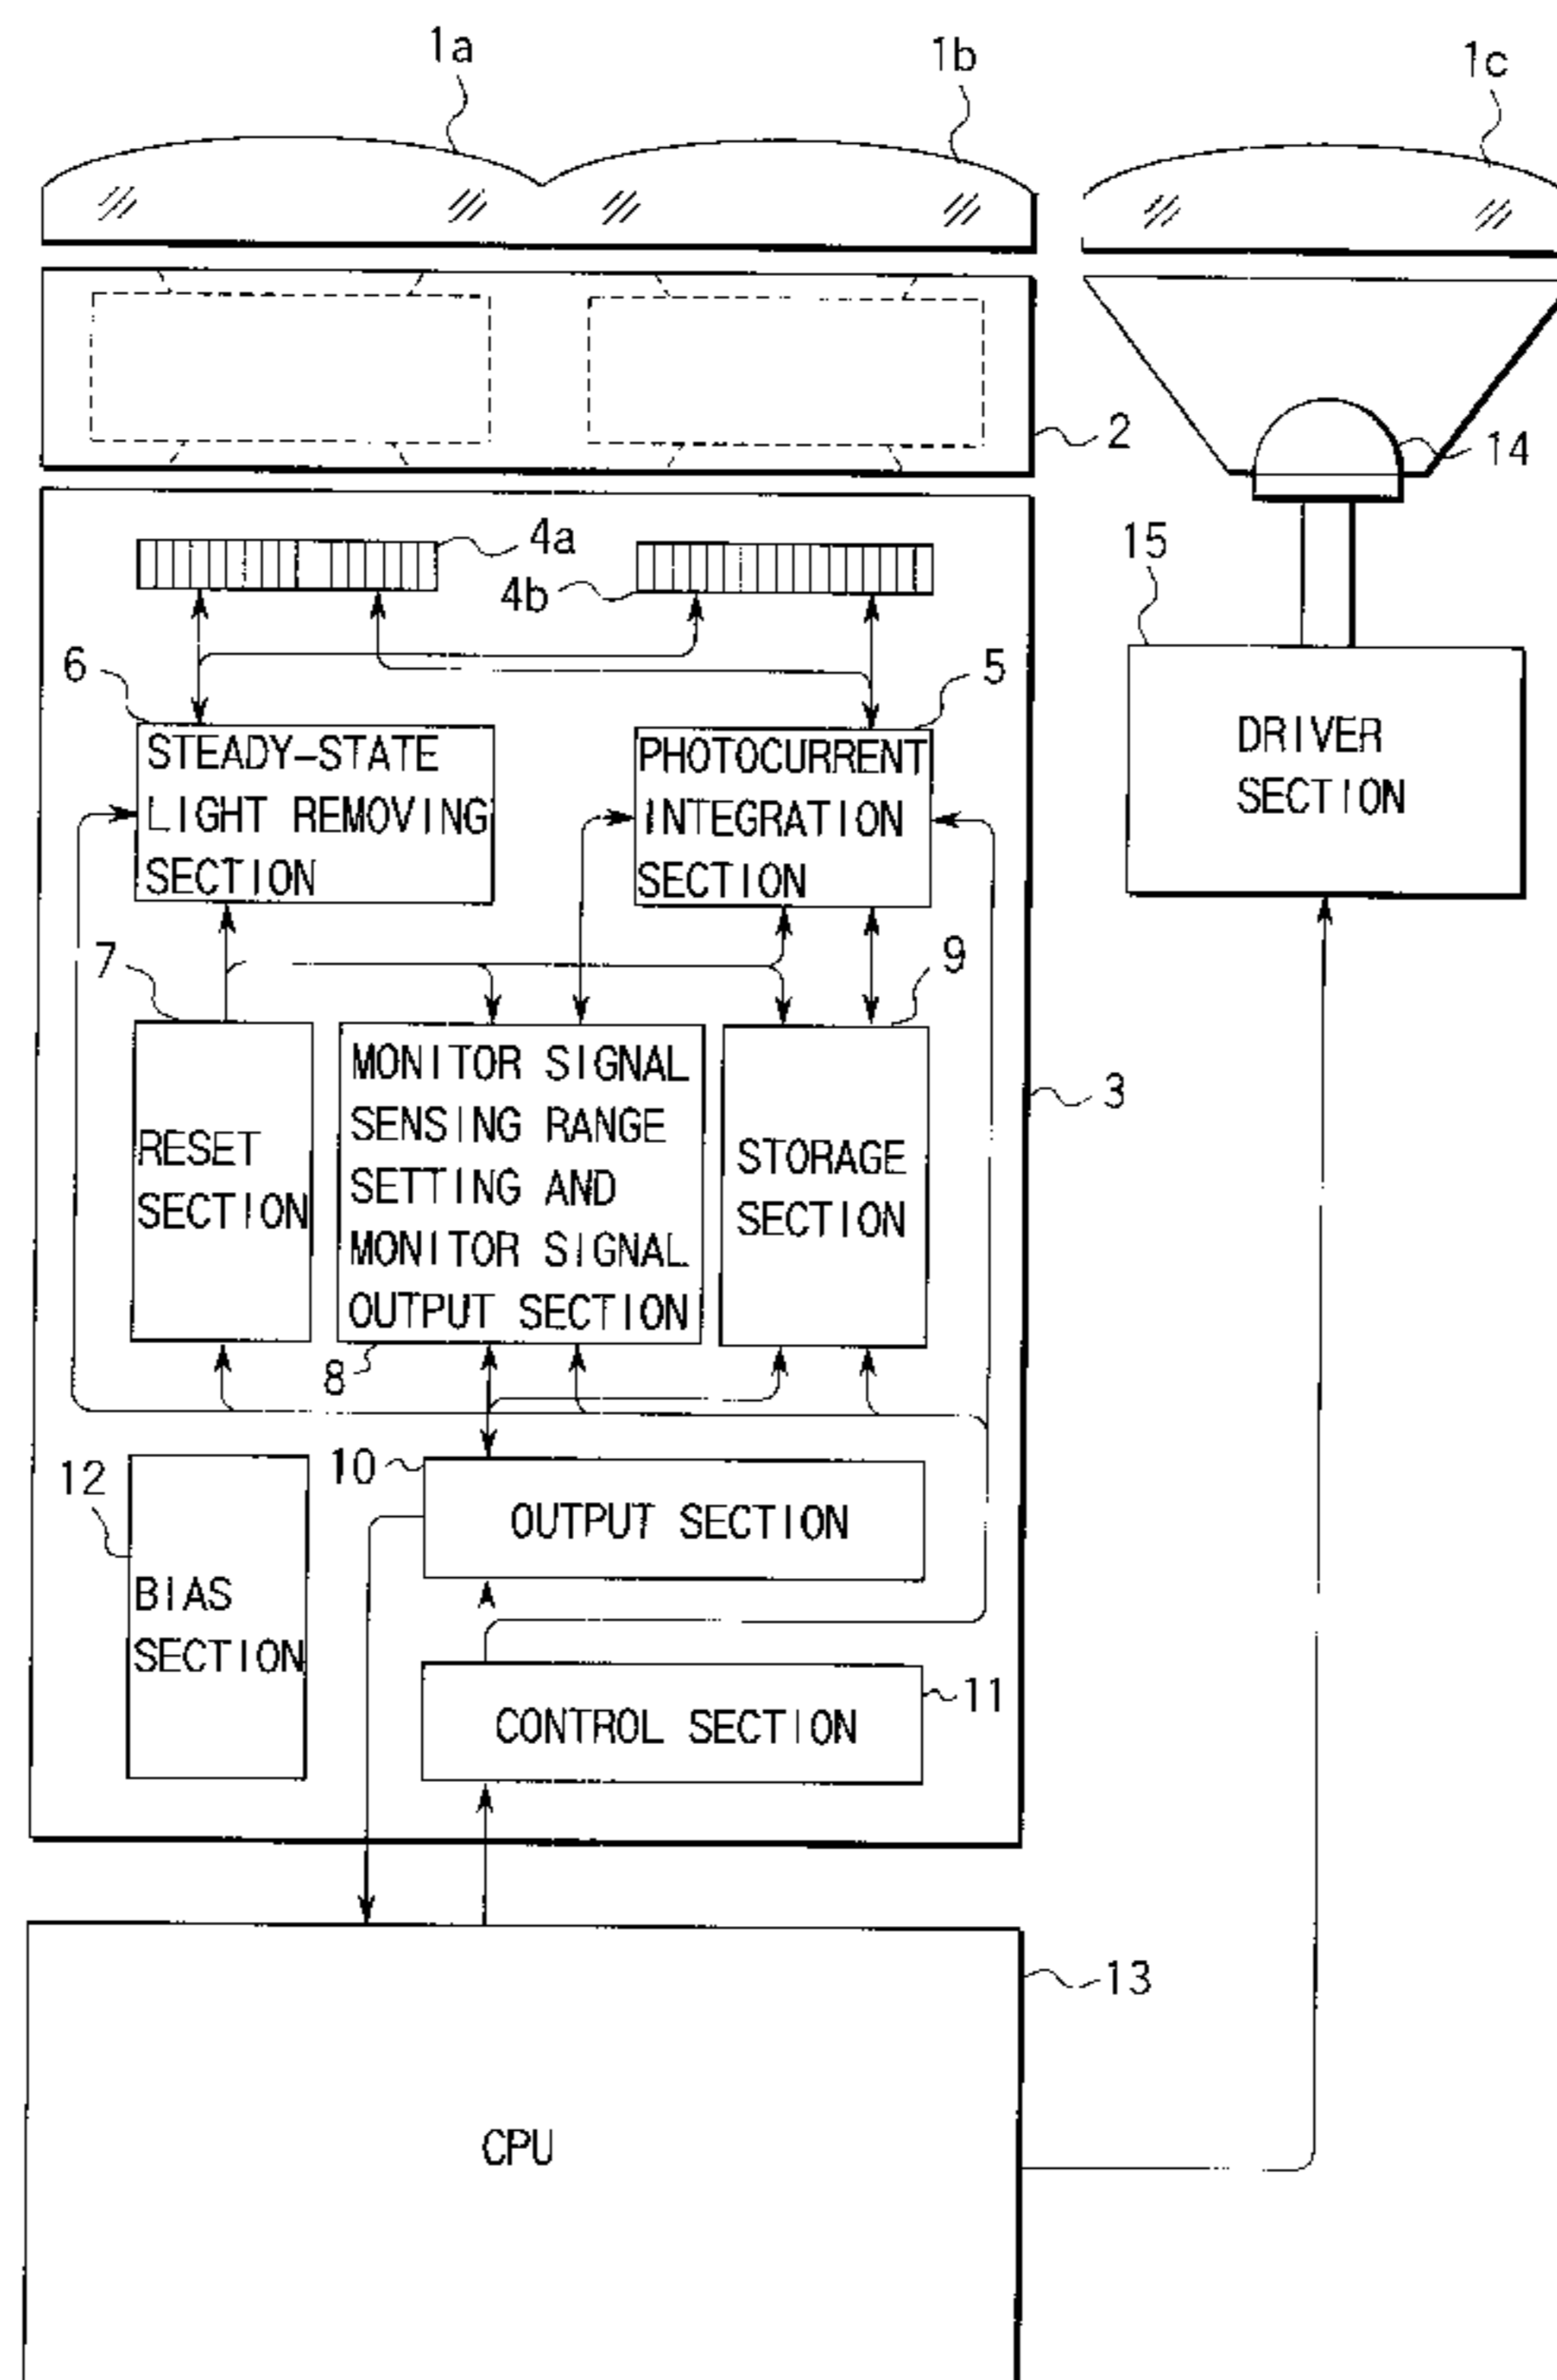 1a
1b
1c
2
14
4a
4b
15
6
5
STEADY-STATE
LIGHT REMOVING
SECTION
PHOTOCURRENT
INTEGRATION
SECTION
DRIVER
SECTION
7
9
RESET
SECTION
MONITOR SIGNAL
SENSING RANGE
SETTING AND
MONITOR SIGNAL
OUTPUT SECTION
STORAGE
SECTION
3
8
12
10
OUTPUT SECTION
BIAS
SECTION
11
CONTROL SECTION
13
CPU